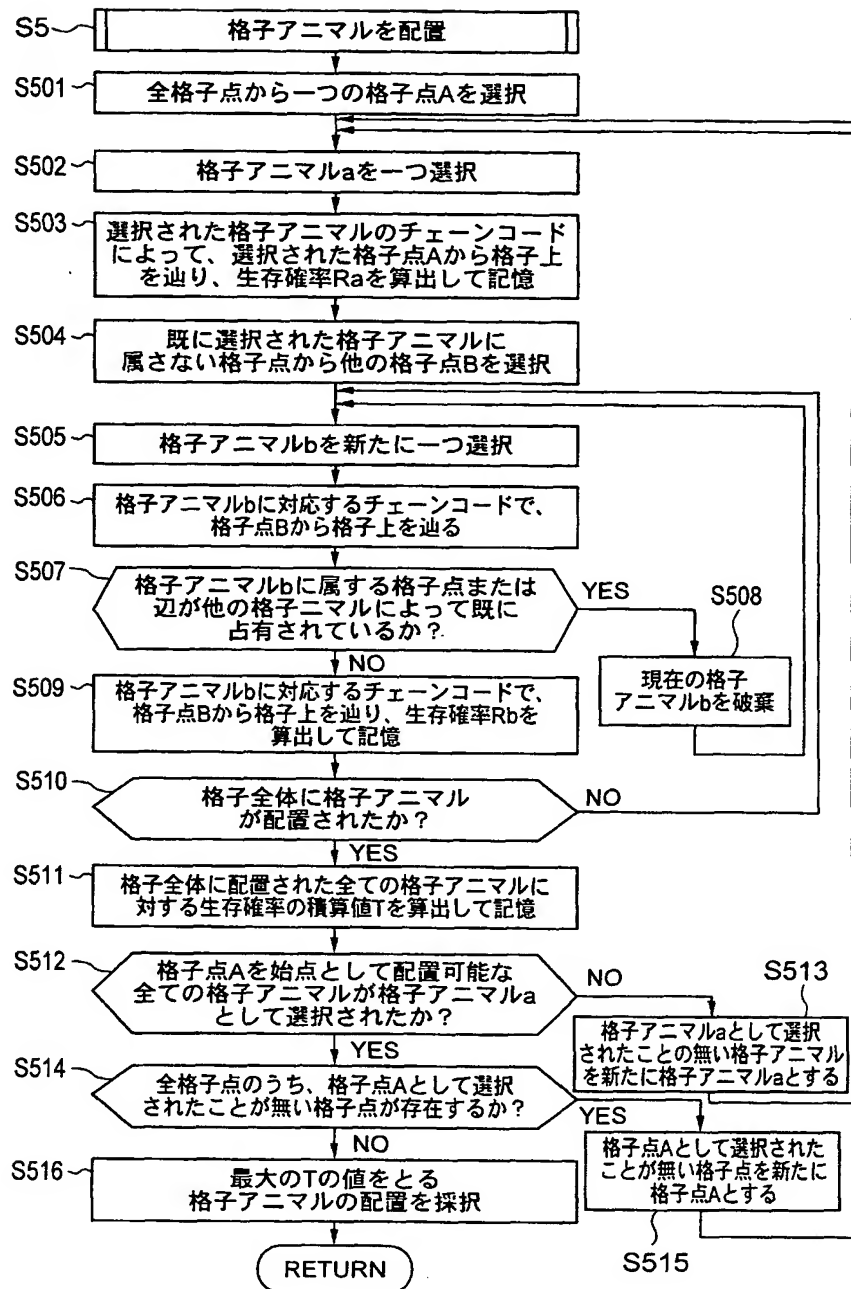 S5
格子アニマルを配置
S501
全格子点から一つの格子点Aを選択
S502
格子アニマルaを一つ選択
S503
選択された格子アニマルのチェーンコード
によって、選択された格子点Aから格子上
を辿り、生存確率Raを算出して記憶
S504
既に選択された格子アニマルに
属さない格子点から他の格子点Bを選択
S505
格子アニマルbを新たに一つ選択
S506
格子アニマルbに対応するチェーンコードで、
格子点Bから格子上を辿る
S507
格子アニマルbに属する格子点または
辺が他の格子ニマルによって既に
占有されているか?
YES
S508
現在の格子
アニマルbを破棄
NO
S509
格子アニマルbに対応するチェーンコードで、
格子点Bから格子上を辿り、生存確率Rbを
算出して記憶
S510
格子全体に格子アニマル
が配置されたか?
NO
YES
S511
格子全体に配置された全ての格子アニマルに
対する生存確率の積算値Tを算出して記憶
S512
格子点Aを始点として配置可能な
全ての格子アニマルが格子アニマルa
として選択されたか?
NO
S513
格子アニマルaとして選択
されたことの無い格子アニマル
を新たに格子アニマルaとする
YES
S514
全格子点のうち、格子点Aとして選択
されたことが無い格子点が存在するか?
YES
格子点Aとして選択された
ことが無い格子点を新たに
格子点Aとする
S515
NO
S516
最大のTの値をとる
格子アニマルの配置を採択
RETURN